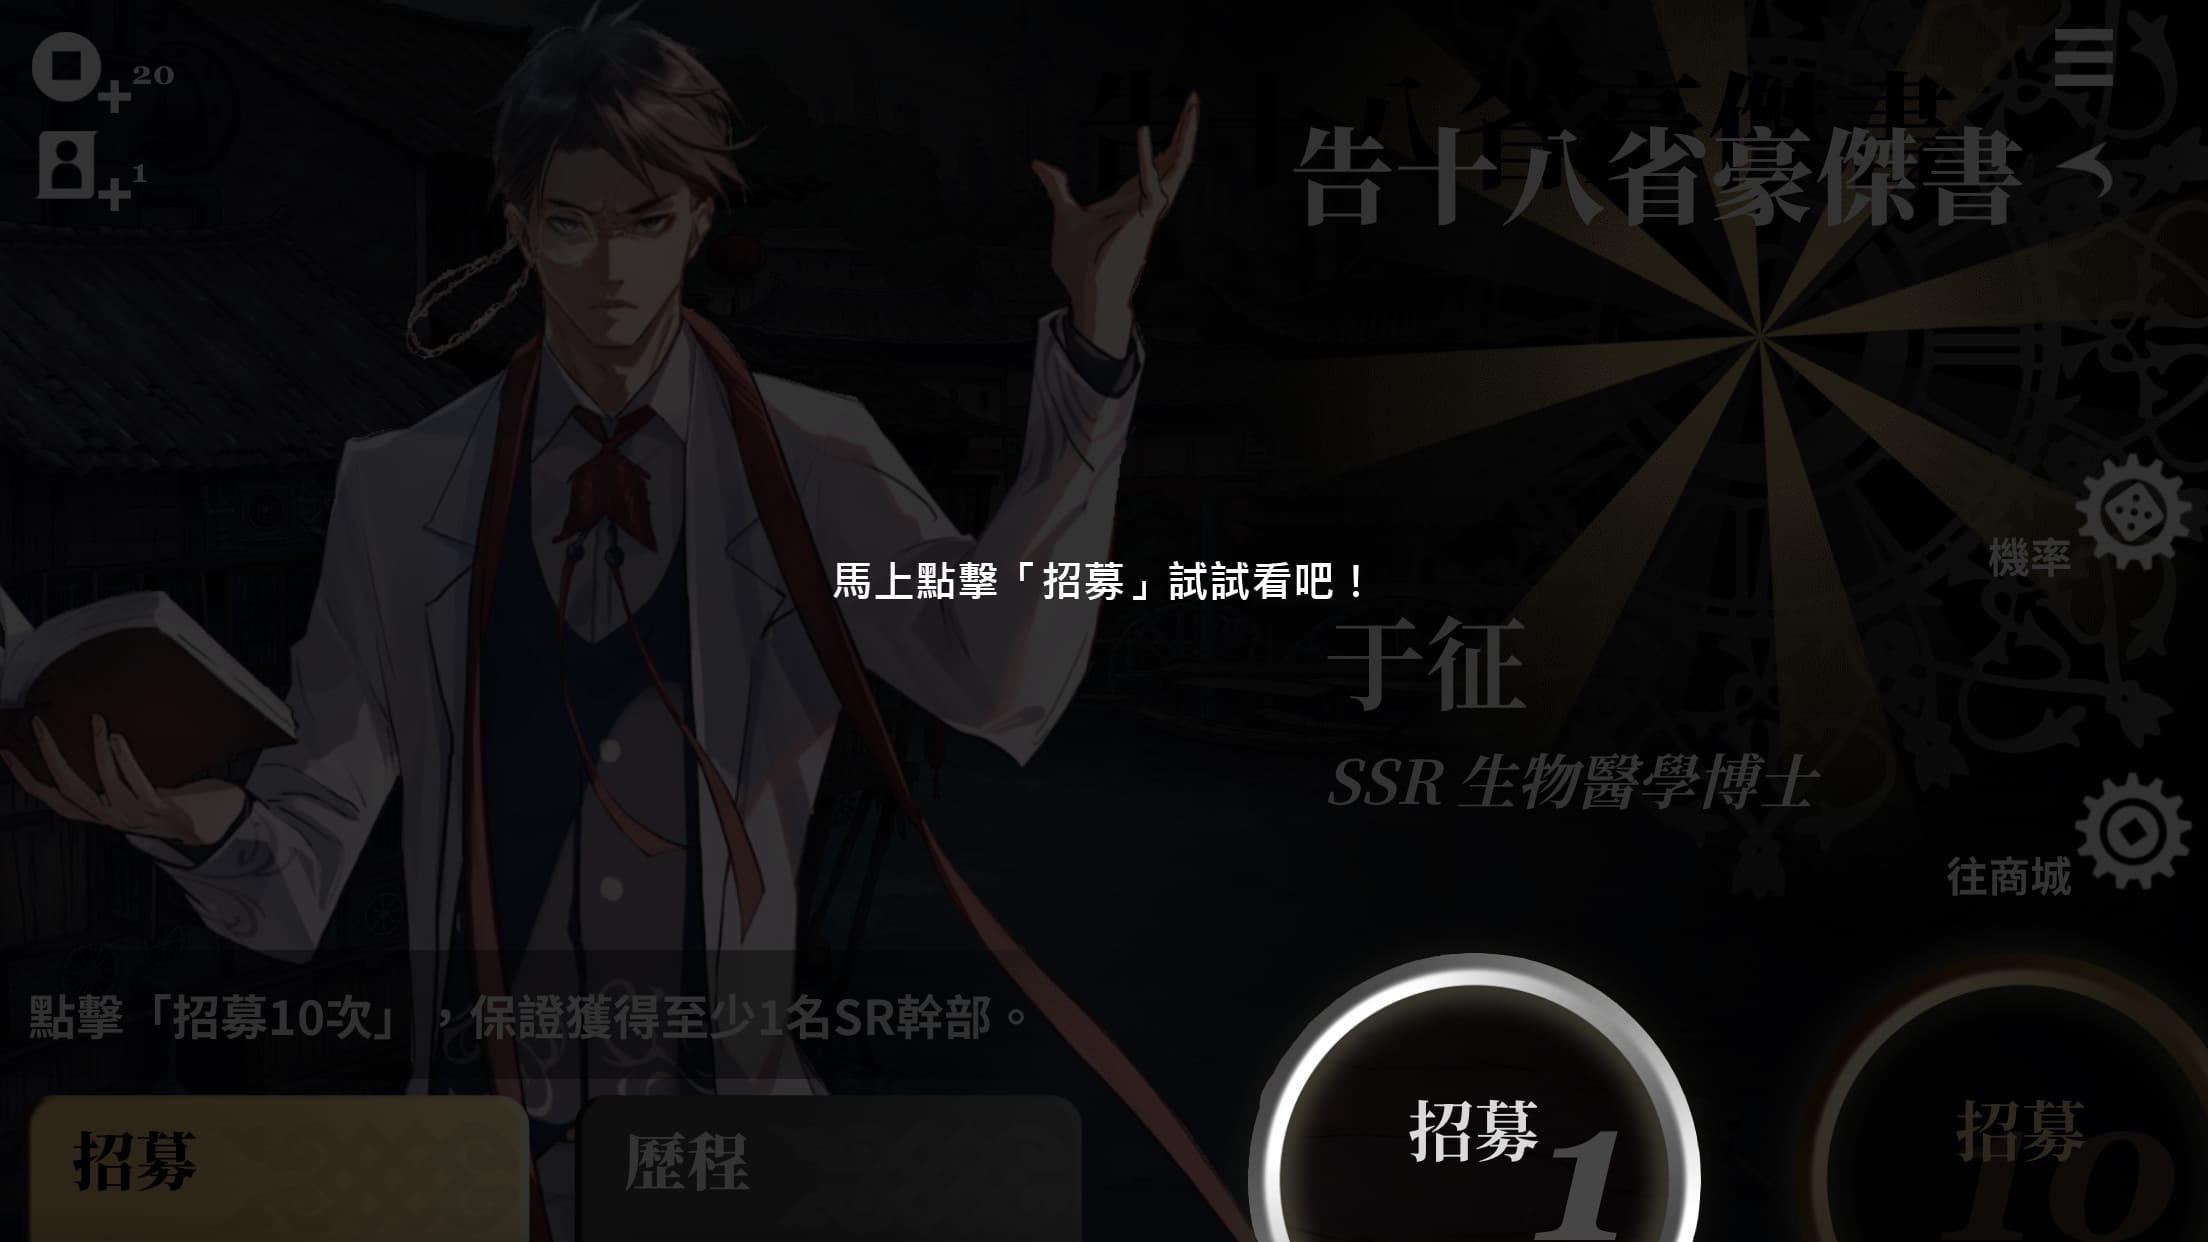 20
1
告十八省豪傑書
機率
馬上點擊「招募」試試看吧！
于征
SSR 生物醫學博士
往商城
點擊「招募10次」，保證獲得至少1名SR幹部。
招募 1
招募 10
招募
歷程